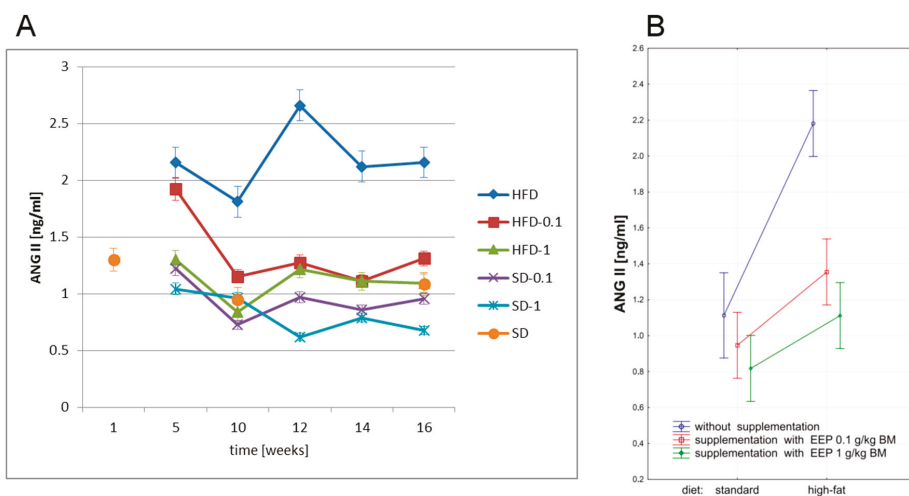 A
3
2.5
2
1.5
1
0.5
0
ANG II [ng/ml]
1 5 10 12 14 16
time [weeks]
HFD
HFD-0.1
HFD-1
SD-0.1
SD-1
SD
B
2.6
2.4
2.2
2.0
1.8
1.6
1.4
1.2
1.0
0.8
0.6
0.4
0.2
ANG II [ng/ml]
without supplementation
supplementation with EEP 0.1 g/kg BM
supplementation with EEP 1 g/kg BM
diet: standard high-fat